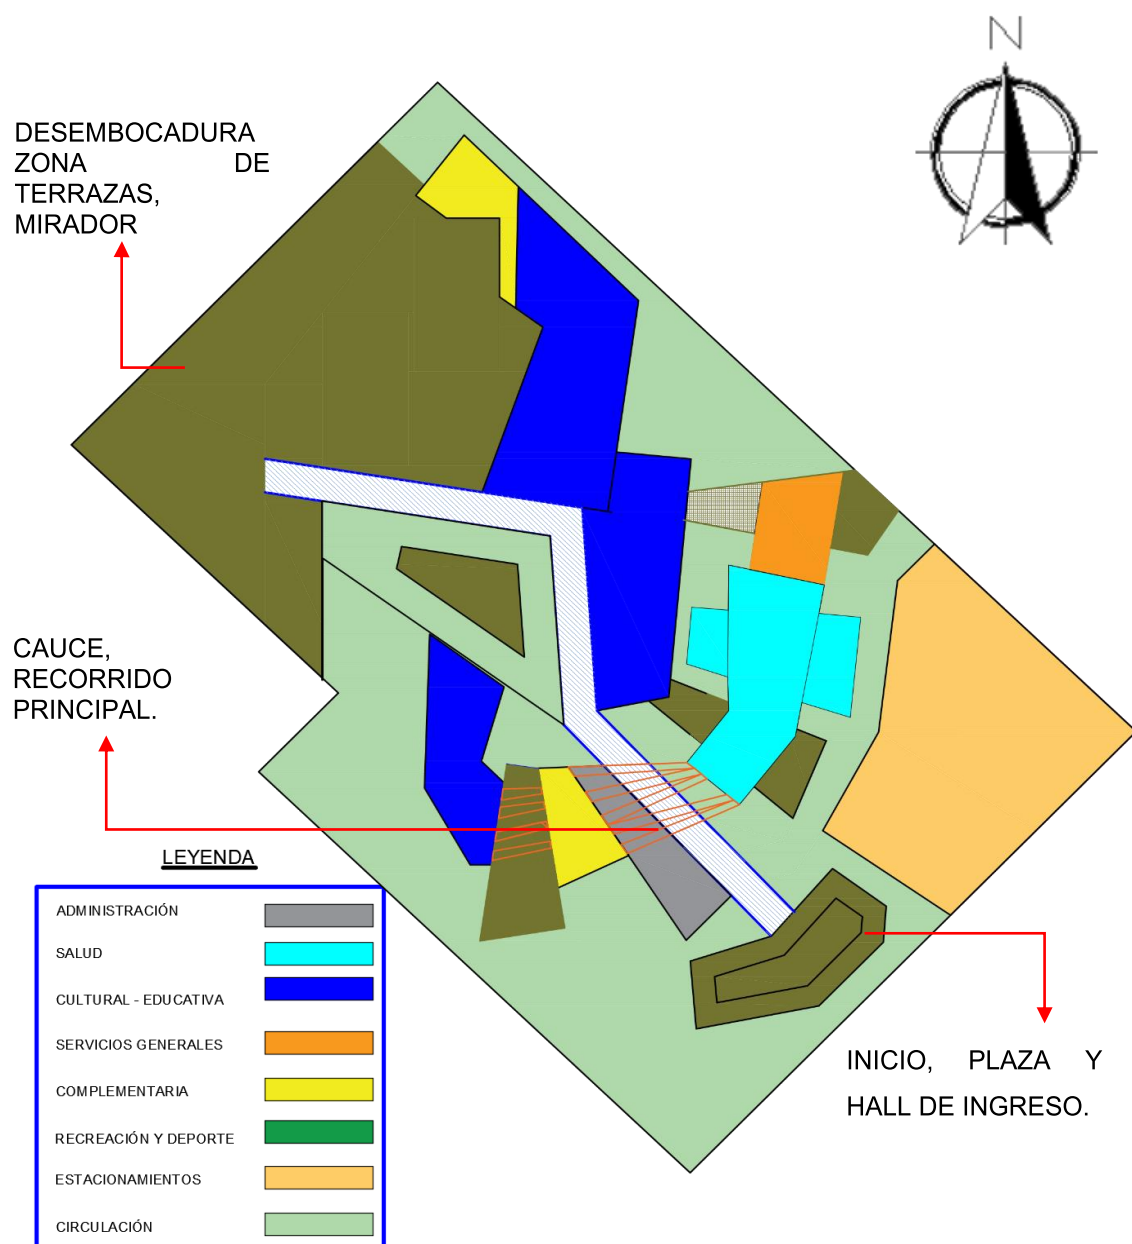 N
DESEMBOCADURA
ZONA DE
TERRAZAS,
MIRADOR
CAUCE,
RECORRIDO
PRINCIPAL.
LEYENDA
ADMINISTRACIÓN
SALUD
CULTURAL - EDUCATIVA
SERVICIOS GENERALES
COMPLEMENTARIA
RECREACIÓN Y DEPORTE
ESTACIONAMIENTOS
CIRCULACIÓN
INICIO, PLAZA Y
HALL DE INGRESO.